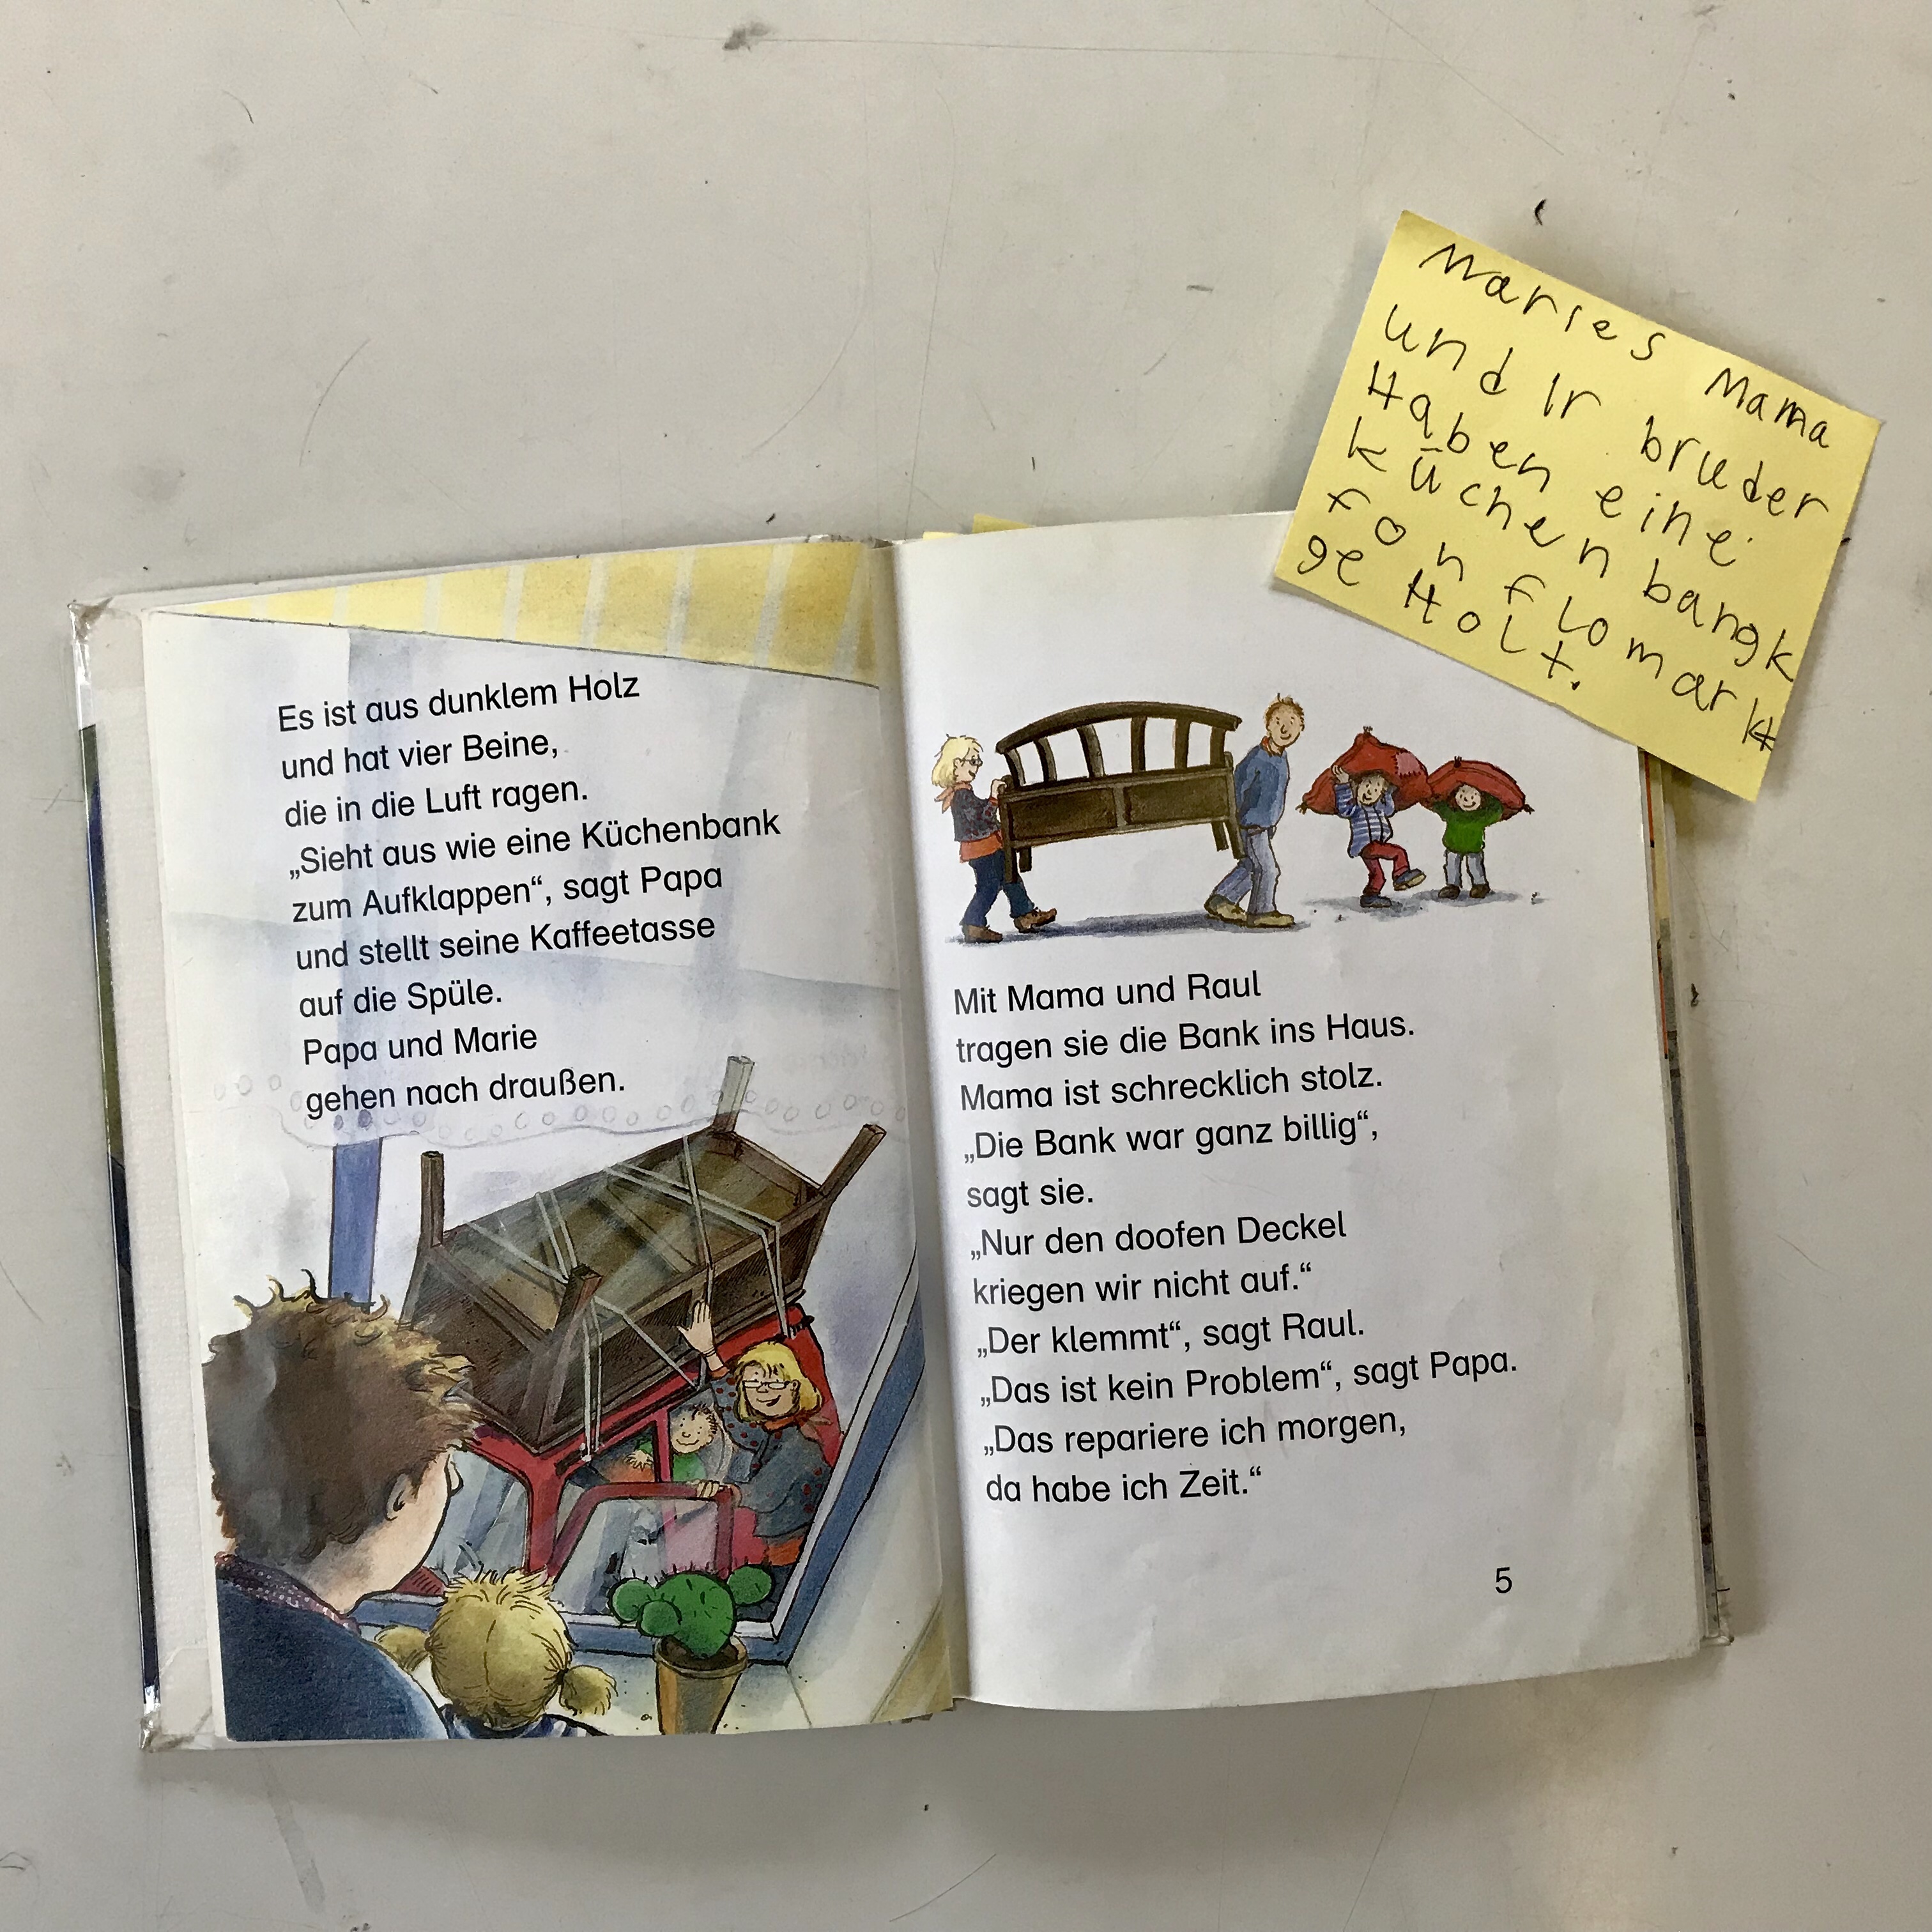 Maries Mama
und Ir bruder
Haben eine
küchen bangk
fon flomarkt
ge Holt.
Es ist aus dunklem Holz
und hat vier Beine,
die in die Luft ragen.
„Sieht aus wie eine Küchenbank
zum Aufklappen“, sagt Papa
und stellt seine Kaffeetasse
auf die Spüle.
Papa und Marie
gehen nach draußen.
Mit Mama und Raul
tragen sie die Bank ins Haus.
Mama ist schrecklich stolz.
„Die Bank war ganz billig“,
sagt sie.
„Nur den doofen Deckel
kriegen wir nicht auf.“
„Der klemmt“, sagt Raul.
„Das ist kein Problem“, sagt Papa.
„Das repariere ich morgen,
da habe ich Zeit.“
5